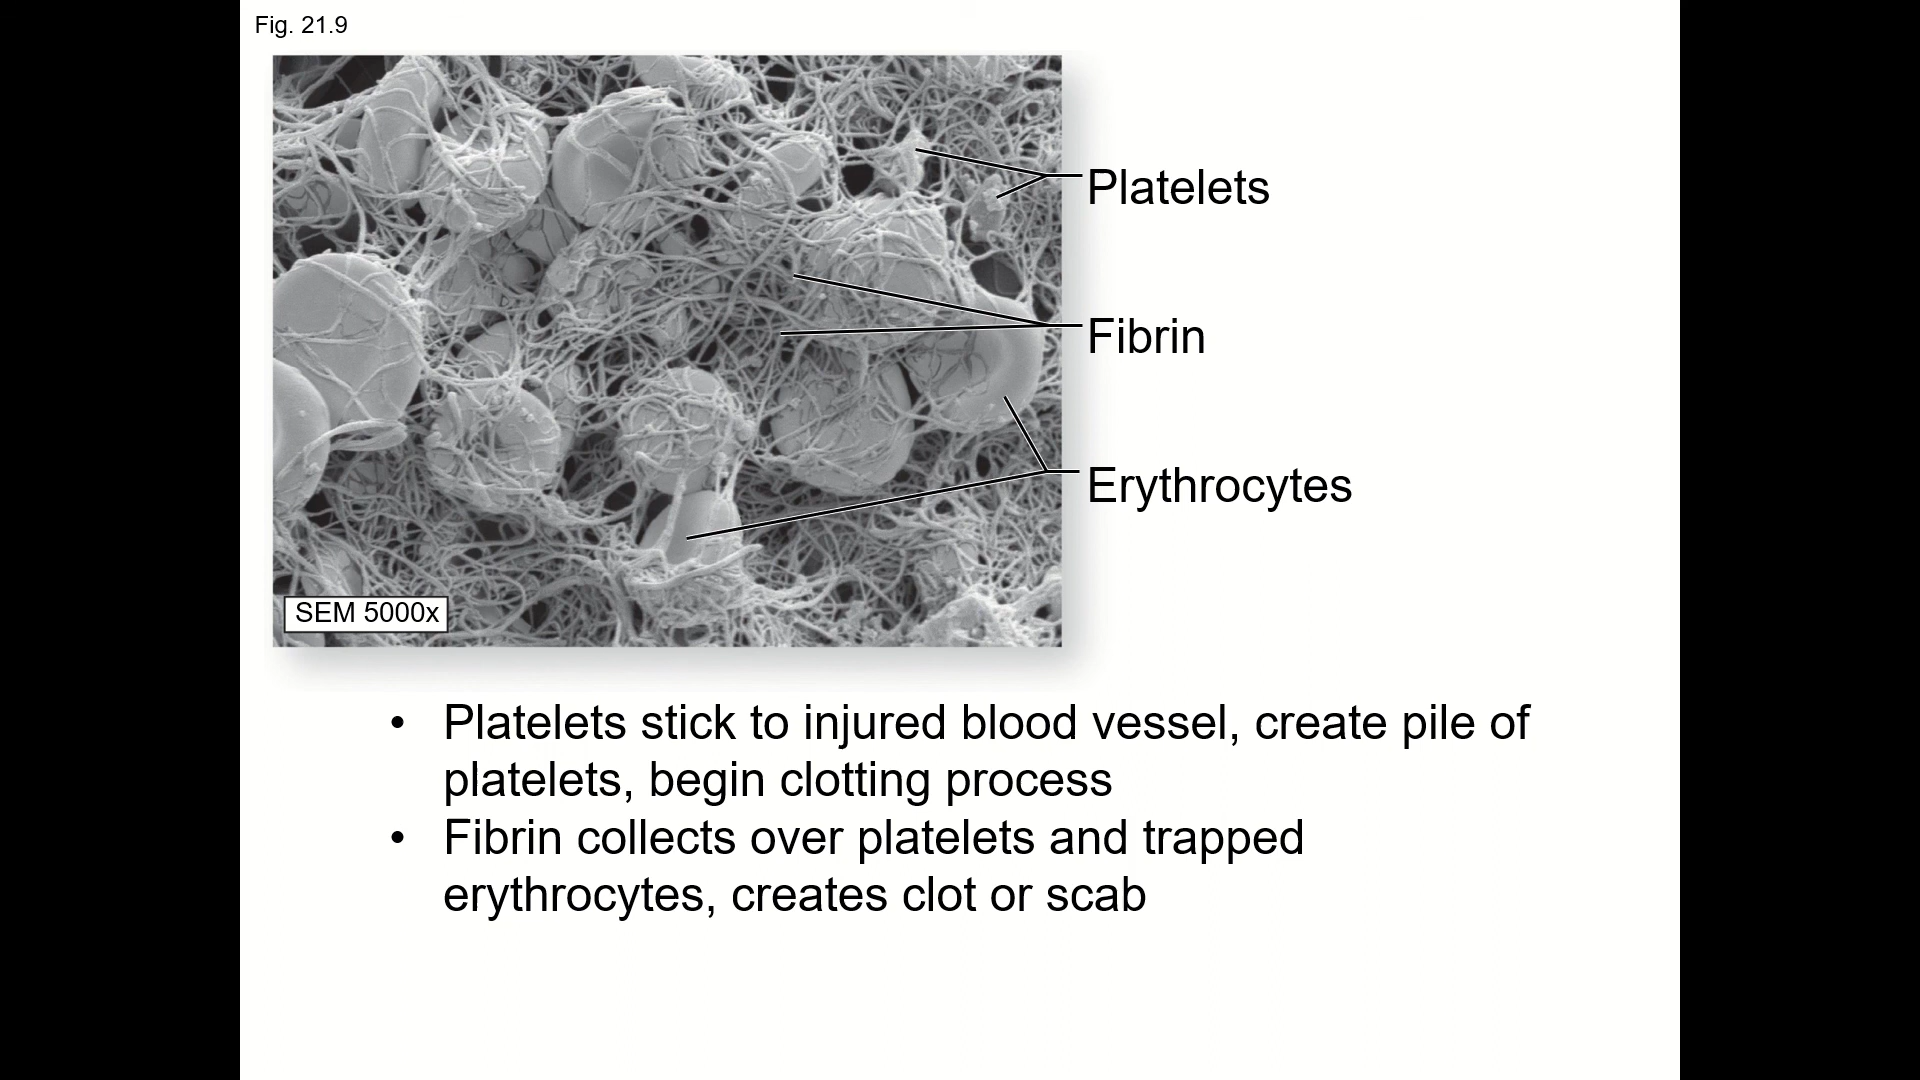 Fig. 21.9
Platelets
Fibrin
Erythrocytes
SEM 5000x
• Platelets stick to injured blood vessel, create pile of
platelets, begin clotting process
• Fibrin collects over platelets and trapped
erythrocytes, creates clot or scab